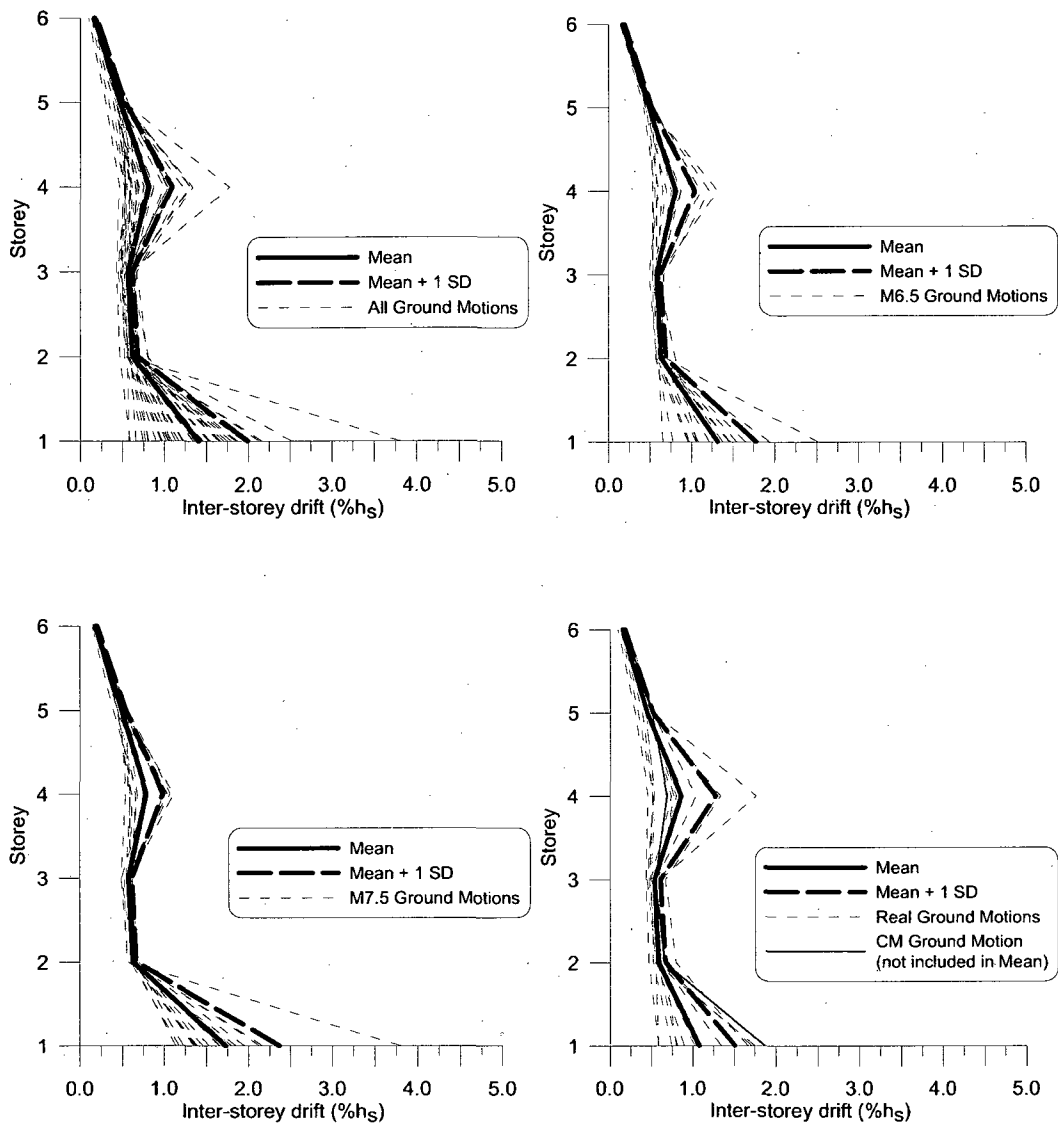 6
5
4
3
2
1
Storey
Mean
Mean + 1 SD
All Ground Motions
0.0 1.0 2.0 3.0 4.0 5.0
Inter-storey drift (%hS)
6
5
4
3
2
1
Storey
Mean
Mean + 1 SD
M6.5 Ground Motions
0.0 1.0 2.0 3.0 4.0 5.0
Inter-storey drift (%hS)
6
5
4
3
2
1
Storey
Mean
Mean + 1 SD
M7.5 Ground Motions
0.0 1.0 2.0 3.0 4.0 5.0
Inter-storey drift (%hS)
6
5
4
3
2
1
Storey
Mean
Mean + 1 SD
Real Ground Motions
CM Ground Motion
(not included in Mean)
0.0 1.0 2.0 3.0 4.0 5.0
Inter-storey drift (%hS)